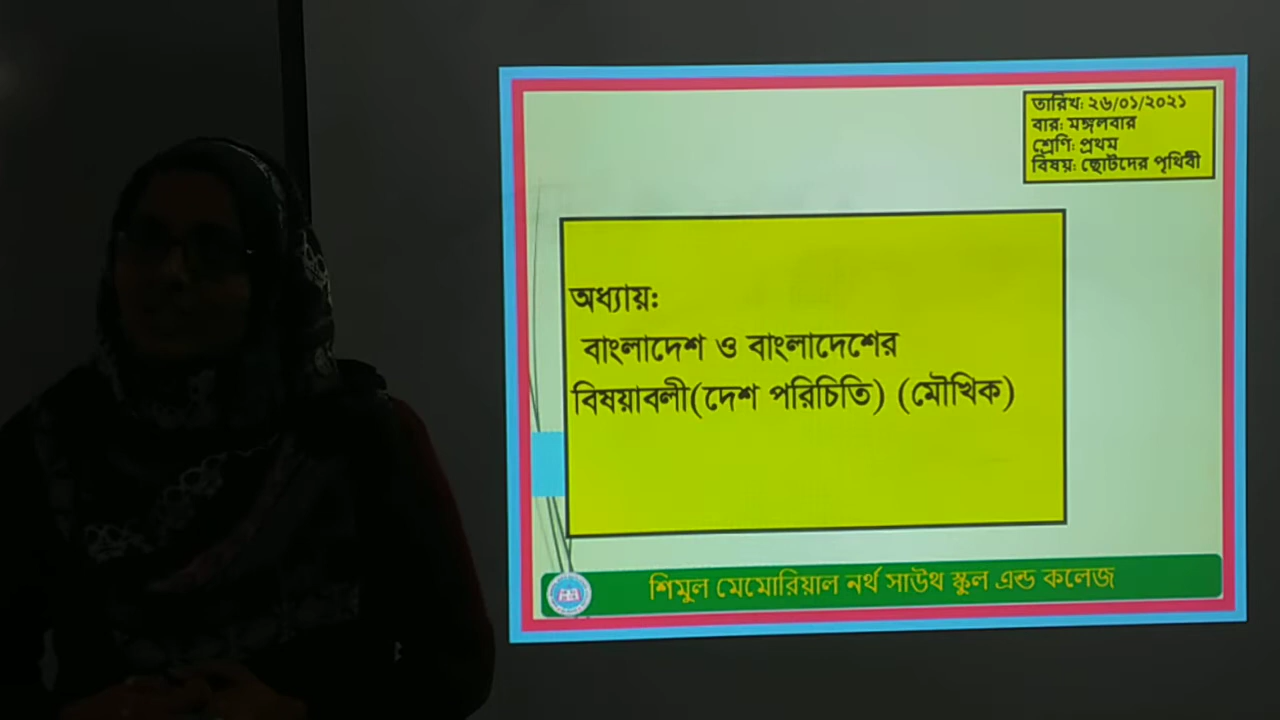 তারিখ: ২৬/০১/২০২১
বার: মঙ্গলবার
শ্রেণি: প্রথম
বিষয়: ছোটদের পৃথিবী
অধ্যায়:
বাংলাদেশ ও বাংলাদেশের
বিষয়াবলী(দেশ পরিচিতি) (মৌখিক)
শিমুল মেমোরিয়াল নর্থ সাউথ স্কুল এন্ড কলেজ